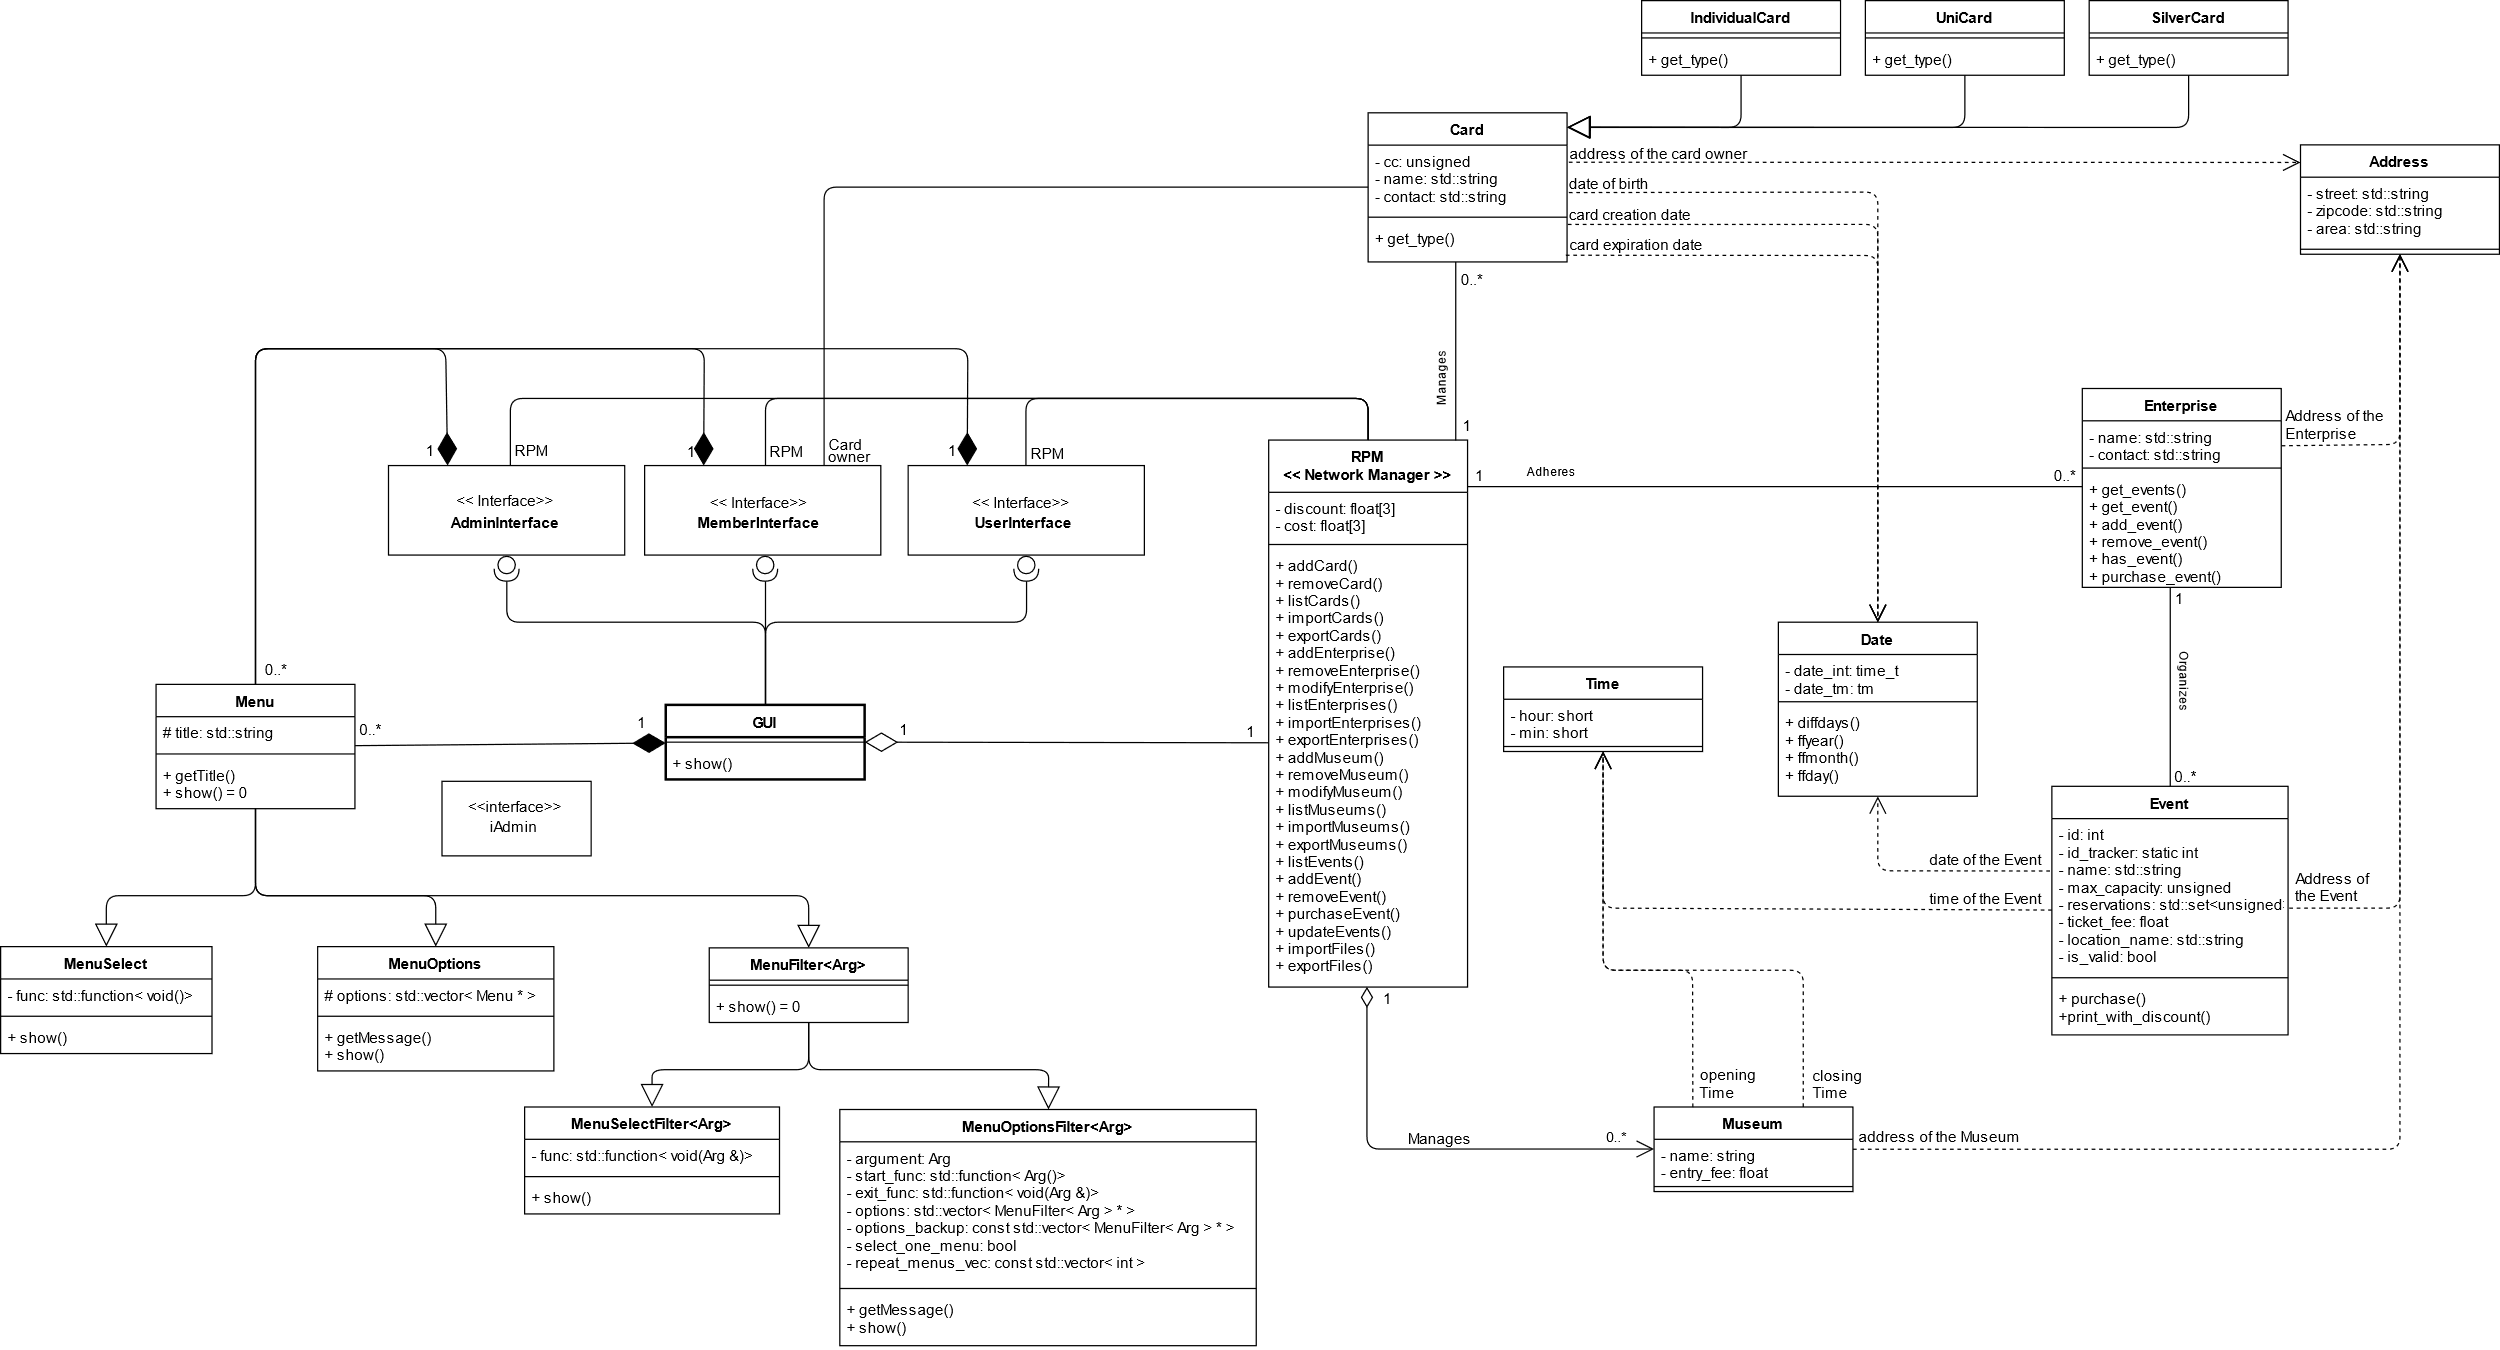 IndividualCard
+ get_type()
UniCard
+ get_type()
SilverCard
+ get_type()
Card
- cc: unsigned
- name: std::string
- contact: std::string
+ get_type()
address of the card owner
date of birth
card creation date
card expiration date
Address
- street: std::string
- zipcode: std::string
- area: std::string
0..*
Manages
1
1
RPM
1
RPM
Card
owner
1
RPM
<< Interface>>
AdminInterface
<< Interface>>
MemberInterface
<< Interface>>
UserInterface
RPM
<< Network Manager >>
- discount: float[3]
- cost: float[3]
+ addCard()
+ removeCard()
+ listCards()
+ importCards()
+ exportCards()
+ addEnterprise()
+ removeEnterprise()
+ modifyEnterprise()
+ listEnterprises()
+ importEnterprises()
+ exportEnterprises()
+ addMuseum()
+ removeMuseum()
+ modifyMuseum()
+ listMuseums()
+ importMuseums()
+ exportMuseums()
+ listEvents()
+ addEvent()
+ removeEvent()
+ purchaseEvent()
+ updateEvents()
+ importFiles()
+ exportFiles()
1
Adheres
0..*
Enterprise
- name: std::string
- contact: std::string
+ get_events()
+ get_event()
+ add_event()
+ remove_event()
+ has_event()
+ purchase_event()
Address of the
Enterprise
1
Organizes
0..*
Date
- date_int: time_t
- date_tm: tm
+ diffdays()
+ ffyear()
+ ffmonth()
+ ffday()
Time
- hour: short
- min: short
Event
- id: int
- id_tracker: static int
- name: std::string
- max_capacity: unsigned
- reservations: std::set<unsigned
- ticket_fee: float
- location_name: std::string
- is_valid: bool
+ purchase()
+print_with_discount()
date of the Event
time of the Event
Address of
the Event
0..*
Menu
# title: std::string
+ getTitle()
+ show() = 0
0..*
1
GUI
+ show()
1
1
<<interface>>
iAdmin
MenuSelect
- func: std::function< void()>
+ show()
MenuOptions
# options: std::vector< Menu * >
+ getMessage()
+ show()
MenuFilter<Arg>
+ show() = 0
MenuSelectFilter<Arg>
- func: std::function< void(Arg &)>
+ show()
MenuOptionsFilter<Arg>
- argument: Arg
- start_func: std::function< Arg()>
- exit_func: std::function< void(Arg &)>
- options: std::vector< MenuFilter< Arg > * >
- options_backup: const std::vector< MenuFilter< Arg > * >
- select_one_menu: bool
- repeat_menus_vec: const std::vector< int >
+ getMessage()
+ show()
1
Manages
0..*
opening
Time
closing
Time
Museum
- name: string
- entry_fee: float
address of the Museum